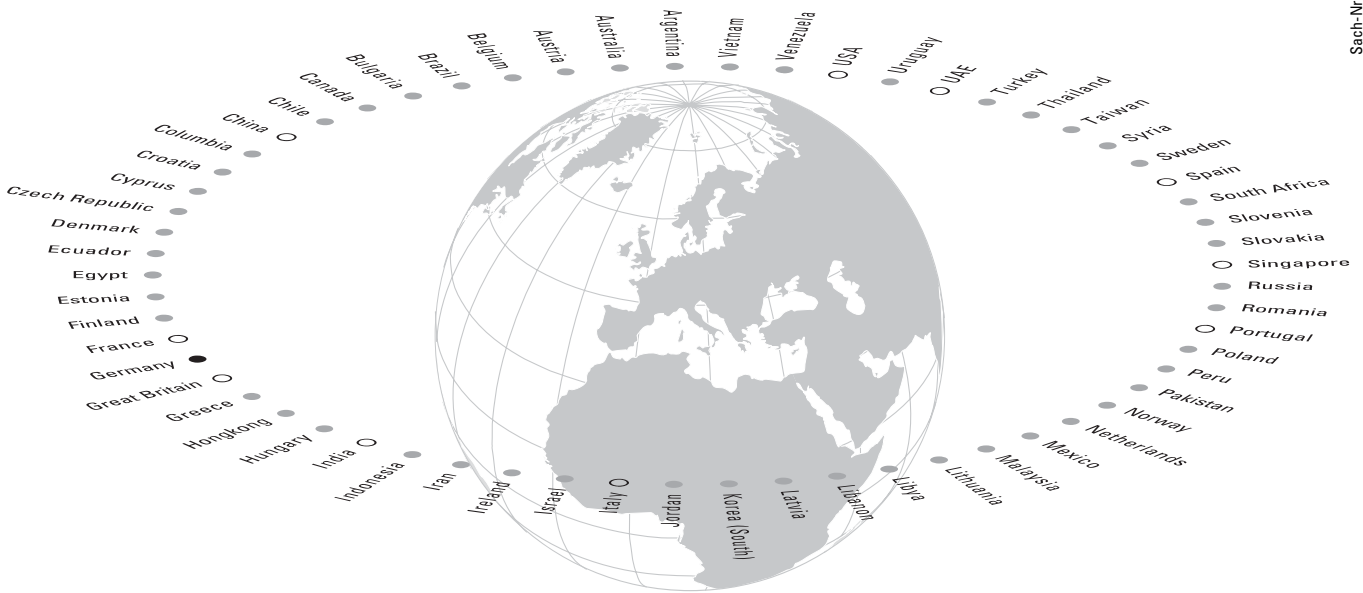 Sach-Nr
Argentina
Australia
Austria
Belgium
Brazil
Bulgaria
Canada
Chile
China
Columbia
Croatia
Cyprus
Czech Republic
Denmark
Ecuador
Egypt
Estonia
Finland
France
Germany
Great Britain
Greece
Hongkong
Hungary
India
Indonesia
Iran
Ireland
Israel
Italy
Jordau
Korea (South)
Latvia
Libanon
Libya
Lithuania
Malaysia
Mexico
Netherlands
Norway
Pakistan
Peru
Poland
Portugal
Romania
Russia
Singapore
Slovakia
Slovenia
South Africa
Spain
Sweden
Syria
Taiwan
Thailand
Turkey
UAE
Uruguay
USA
Venezuela
Vietnam